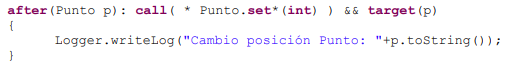 after(Punto p): call( * Punto.set*(int) ) && target(p)
{
Logger.writeLog("Cambio posición Punto: "+p.toString());
}